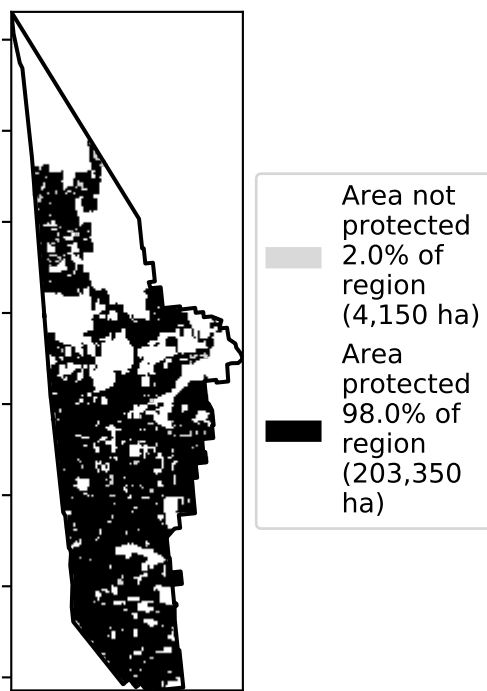 Area not
protected
2.0% of
region
(4,150 ha)
Area
protected
98.0% of
region
(203,350
ha)